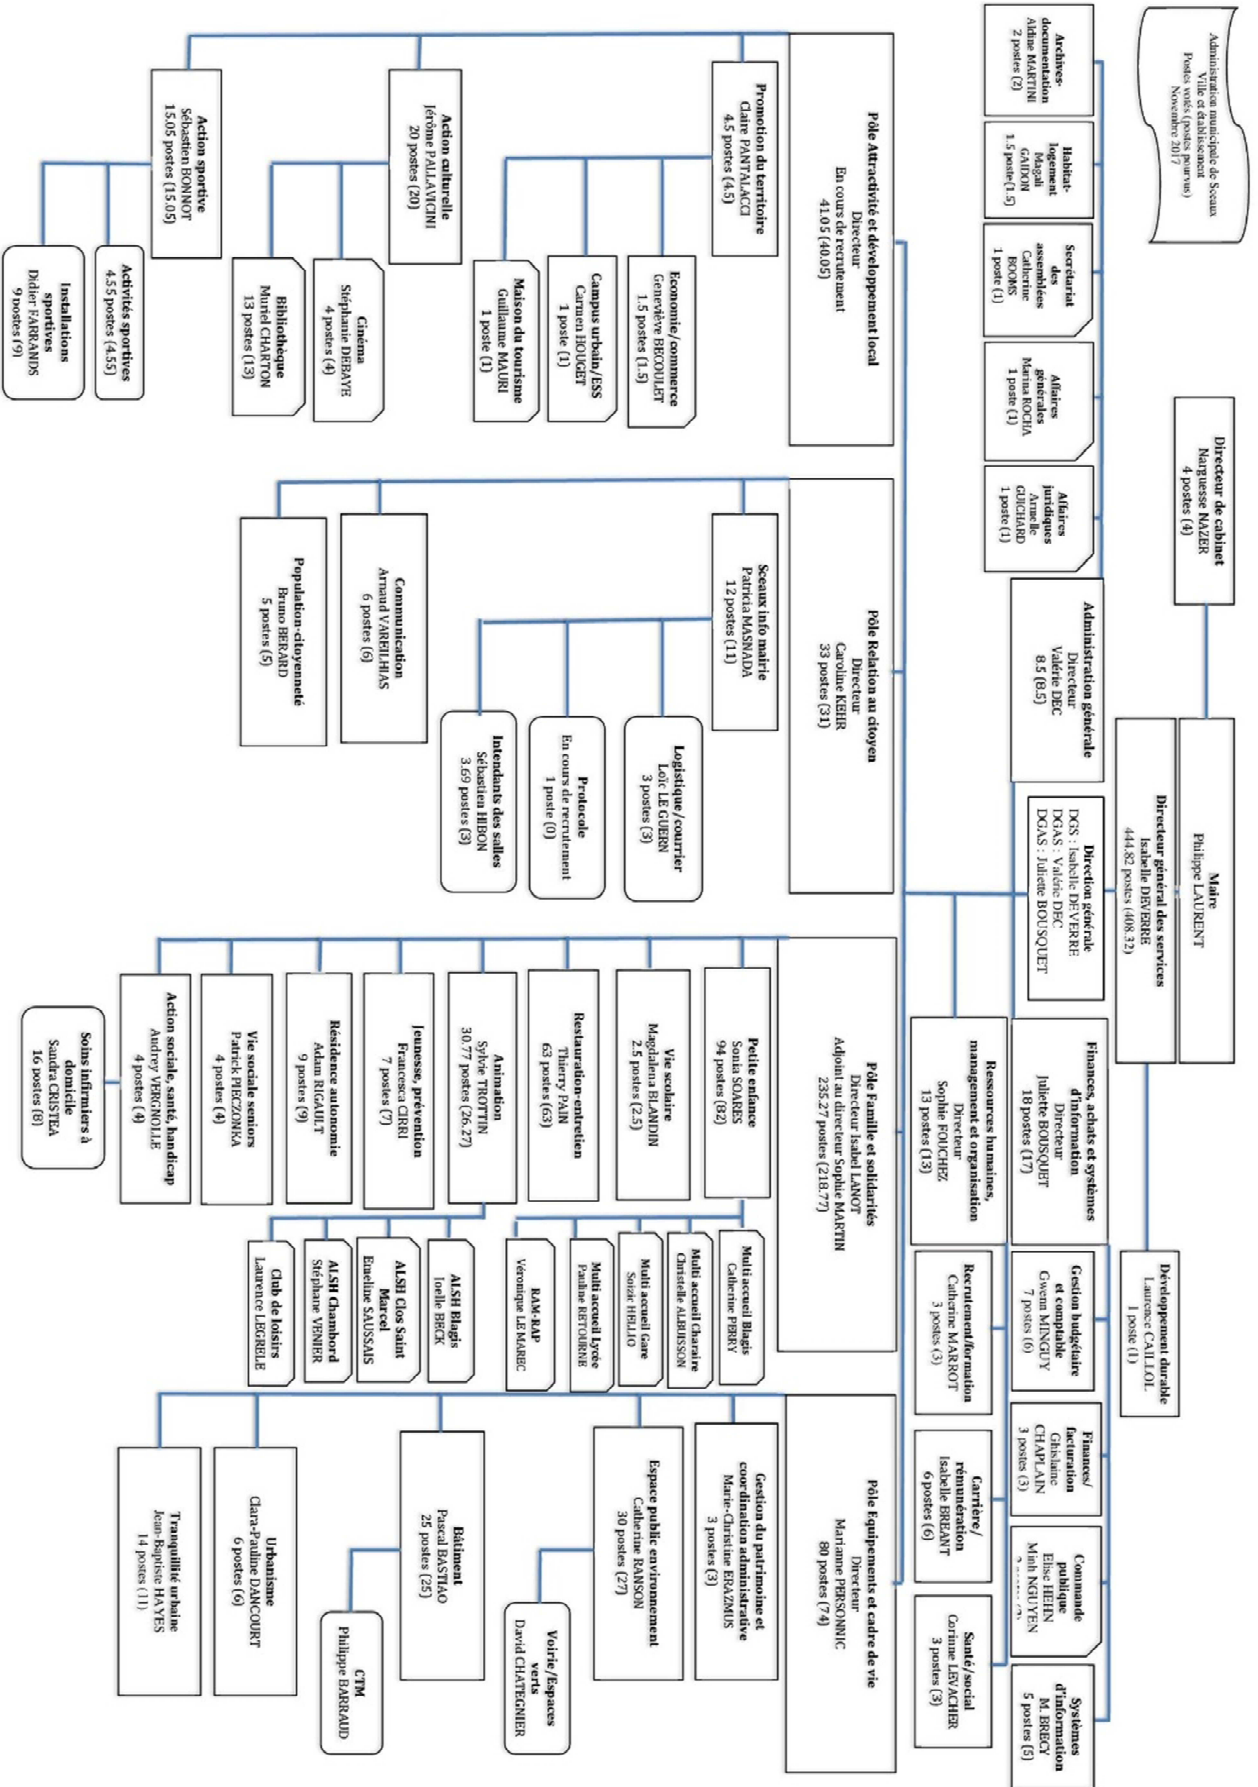 Administration municipale de Sceaux
Ville et établissement
Postes votés (postes pourvus)
Novembre 2017
Maire
Philippe LAURENT
Directeur de cabinet
Narguesse NAZER
4 postes (4)
Directeur général des services
Isabelle DEVERRE
444.82 postes (408.32)
Développement durable
Laurence CAILLOL
1 poste (1)
Direction générale
DGS : Isabelle DEVERRE
DGAS : Valérie DEC
DGAS : Juliette BOUSQUET
Archives-
documentation
Aldine MARTINI
2 postes (2)
Habitat-
logement
Magali
GAIDON
1.5 poste(1.5)
Secrétariat
des
assemblées
Catherine
BOOMS
1 poste (1)
Affaires
générales
Marina ROCHA
1 poste (1)
Affaires
juridiques
Armelle
GUICHARD
1 poste (1)
Administration générale
Directeur
Valérie DEC
8.5 (8.5)
Finances, achats et systèmes
d'information
Directeur
Juliette BOUSQUET
18 postes (17)
Gestion budgétaire
et comptable
Gwenn MINGUY
7 postes (6)
Finances/
facturation
Ghislaine
CHAPLAIN
3 postes (3)
Commande
publique
Elise HEHN
Minh NGUYEN
Systèmes
d'information
M. BRECY
5 postes (5)
Ressources humaines,
management et organisation
Directeur
Sophie FOUCHEZ
13 postes (13)
Recrutement/formation
Catherine MARROT
3 postes (3)
Carrière/
rémunération
Isabelle BREANT
6 postes (6)
Santé/social
Corinne LEVACHER
3 postes (3)
Pôle Attractivité et développement local
Directeur
En cours de recrutement
41.05 (40.05)
Promotion du territoire
Claire PANTALACCI
4.5 postes (4.5)
Economie/commerce
Geneviève BECOULET
1.5 postes (1.5)
Campus urbain/ESS
Carmen HOUGET
1 poste (1)
Maison du tourisme
Guillaume MAURI
1 poste (1)
Action culturelle
Jérôme PALLAVICINI
20 postes (20)
Cinéma
Stéphanie DEBAYE
4 postes (4)
Bibliothèque
Muriel CHARTON
13 postes (13)
Action sportive
Sébastien BONNOT
15.05 postes (15.05)
Activités sportives
4.55 postes (4.55)
Installations
sportives
Didier FARRANDS
9 postes (9)
Pôle Relation au citoyen
Directeur
Caroline KEHR
33 postes (31)
Sceaux info mairie
Patricia MASNADA
12 postes (11)
Logistique/courrier
Loïc LE GUERN
3 postes (3)
Protocole
En cours de recrutement
1 poste (0)
Intendants des salles
Sébastien HIBON
3.69 postes (3)
Communication
Arnaud VAREILHIAS
6 postes (6)
Population-citoyenneté
Bruno BERARD
5 postes (5)
Pôle Famille et solidarités
Directeur Isabel LANOT
Adjoint au directeur Sophie MARTIN
235.27 postes (218.77)
Petite enfance
Sonia SOARES
94 postes (82)
Multi accueil Blagis
Catherine PERRY
Multi accueil Charaire
Christelle ALBUISSON
Multi accueil Gare
Soizic HELLIO
Multi accueil Lycée
Pauline RETOURNE
RAM-RAP
Véronique LE MAREC
Vie scolaire
Magdalena BLANDIN
2.5 postes (2.5)
Restauration-entretien
Thierry PAIN
63 postes (63)
Animation
Sylvie TROTTIN
30.77 postes (26.27)
ALSH Blagis
Joelle BECK
ALSH Clos Saint
Marcel
Emeline SAUSSAIS
ALSH Chambord
Stéphane VENIER
Club de loisirs
Laurence LEGRELE
Jeunesse, prévention
Francesca CIRRI
7 postes (7)
Résidence autonomie
Adam RIGAULT
9 postes (9)
Vie sociale seniors
Patrick PIECZONKA
4 postes (4)
Action sociale, santé, handicap
Audrey VERGNOLLE
4 postes (4)
Soins infirmiers à
domicile
Sandra CRISTEA
16 postes (8)
Pôle Equipements et cadre de vie
Directeur
Marianne PERSONNIC
80 postes (74)
Gestion du patrimoine et
coordination administrative
Marie-Christine ERAZMUS
3 postes (3)
Espace public environnement
Catherine RANSON
30 postes (27)
Voirie/Espaces
verts
David CHATEGNIER
Bâtiment
Pascal BASTIAO
25 postes (25)
CTM
Philippe BARRAUD
Urbanisme
Clara-Pauline DANCOURT
6 postes (6)
Tranquillité urbaine
Jean-Baptiste HAYES
14 postes (11)